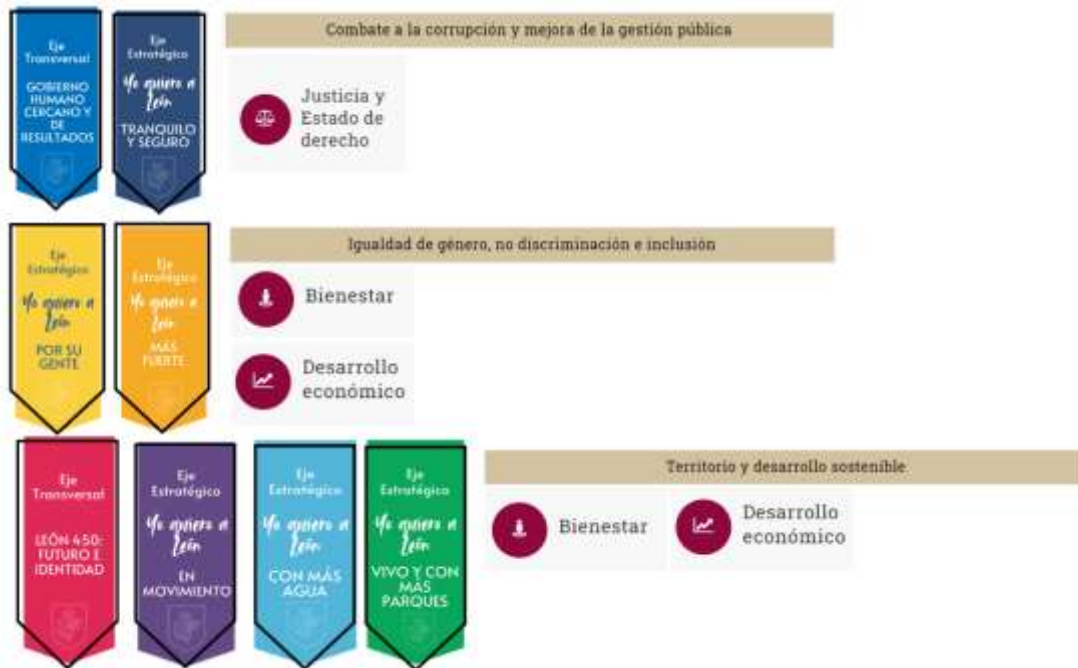 Eje
Transversal
GOBIERNO
HUMANO
CERCANO Y
DE
RESULTADOS
Eje
Estratégico
Yo quiero a
León
TRANQUILO
Y SEGURO
Combate a la corrupción y mejora de la gestión pública
Justicia y
Estado de
derecho
Eje
Estratégico
Yo quiero a
León
POR SU
GENTE
Eje
Estratégico
Yo quiero a
León
MÁS
FUERTE
Igualdad de género, no discriminación e inclusión
Bienestar
Desarrollo
económico
Eje
Transversal
LEÓN 450:
FUTURO E
IDENTIDAD
Eje
Estratégico
Yo quiero a
León
EN
MOVIMIENTO
Eje
Estratégico
Yo quiero a
León
CON MÁS
AGUA
Eje
Estratégico
Yo quiero a
León
VIVO Y CON
MÁS
PARQUES
Territorio y desarrollo sostenible
Bienestar
Desarrollo
económico